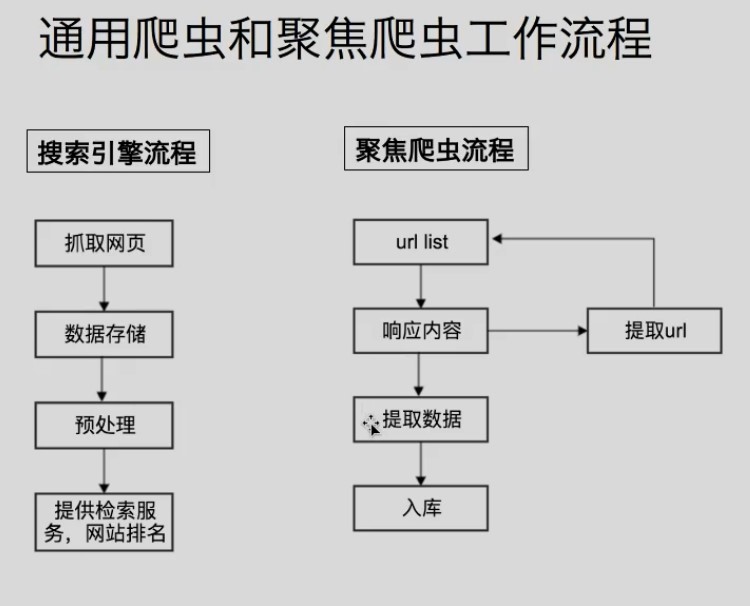 通用爬虫和聚焦爬虫工作流程
搜索引擎流程
聚焦爬虫流程
抓取网页
数据存储
预处理
提供检索服
务，网站排名
url list
响应内容
提取url
提取数据
入库